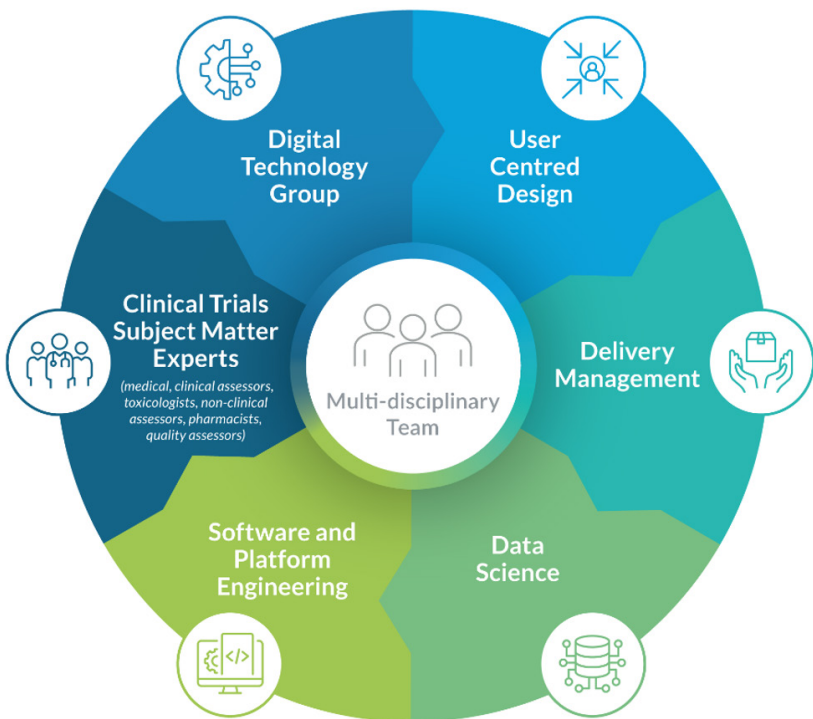 Digital
Technology
Group
User
Centred
Design
Clinical Trials
Subject Matter
Experts
(medical, clinical assessors,
toxicologists, non-clinical
assessors, pharmacists,
quality assessors)
Multi-disciplinary
Team
Delivery
Management
Software and
Platform
Engineering
</>
Data
Science